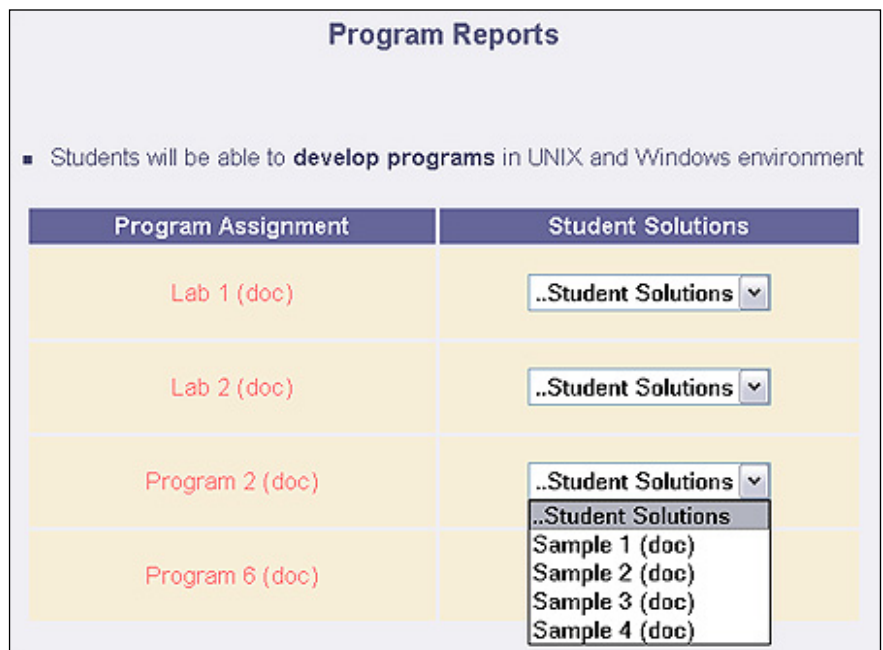 Program Reports
▪ Students will be able to develop programs in UNIX and Windows environment
Program Assignment Student Solutions
Lab 1 (doc) ..Student Solutions
Lab 2 (doc) ..Student Solutions
Program 2 (doc) ..Student Solutions
..Student Solutions
Sample 1 (doc)
Program 6 (doc) Sample 2 (doc)
Sample 3 (doc)
Sample 4 (doc)